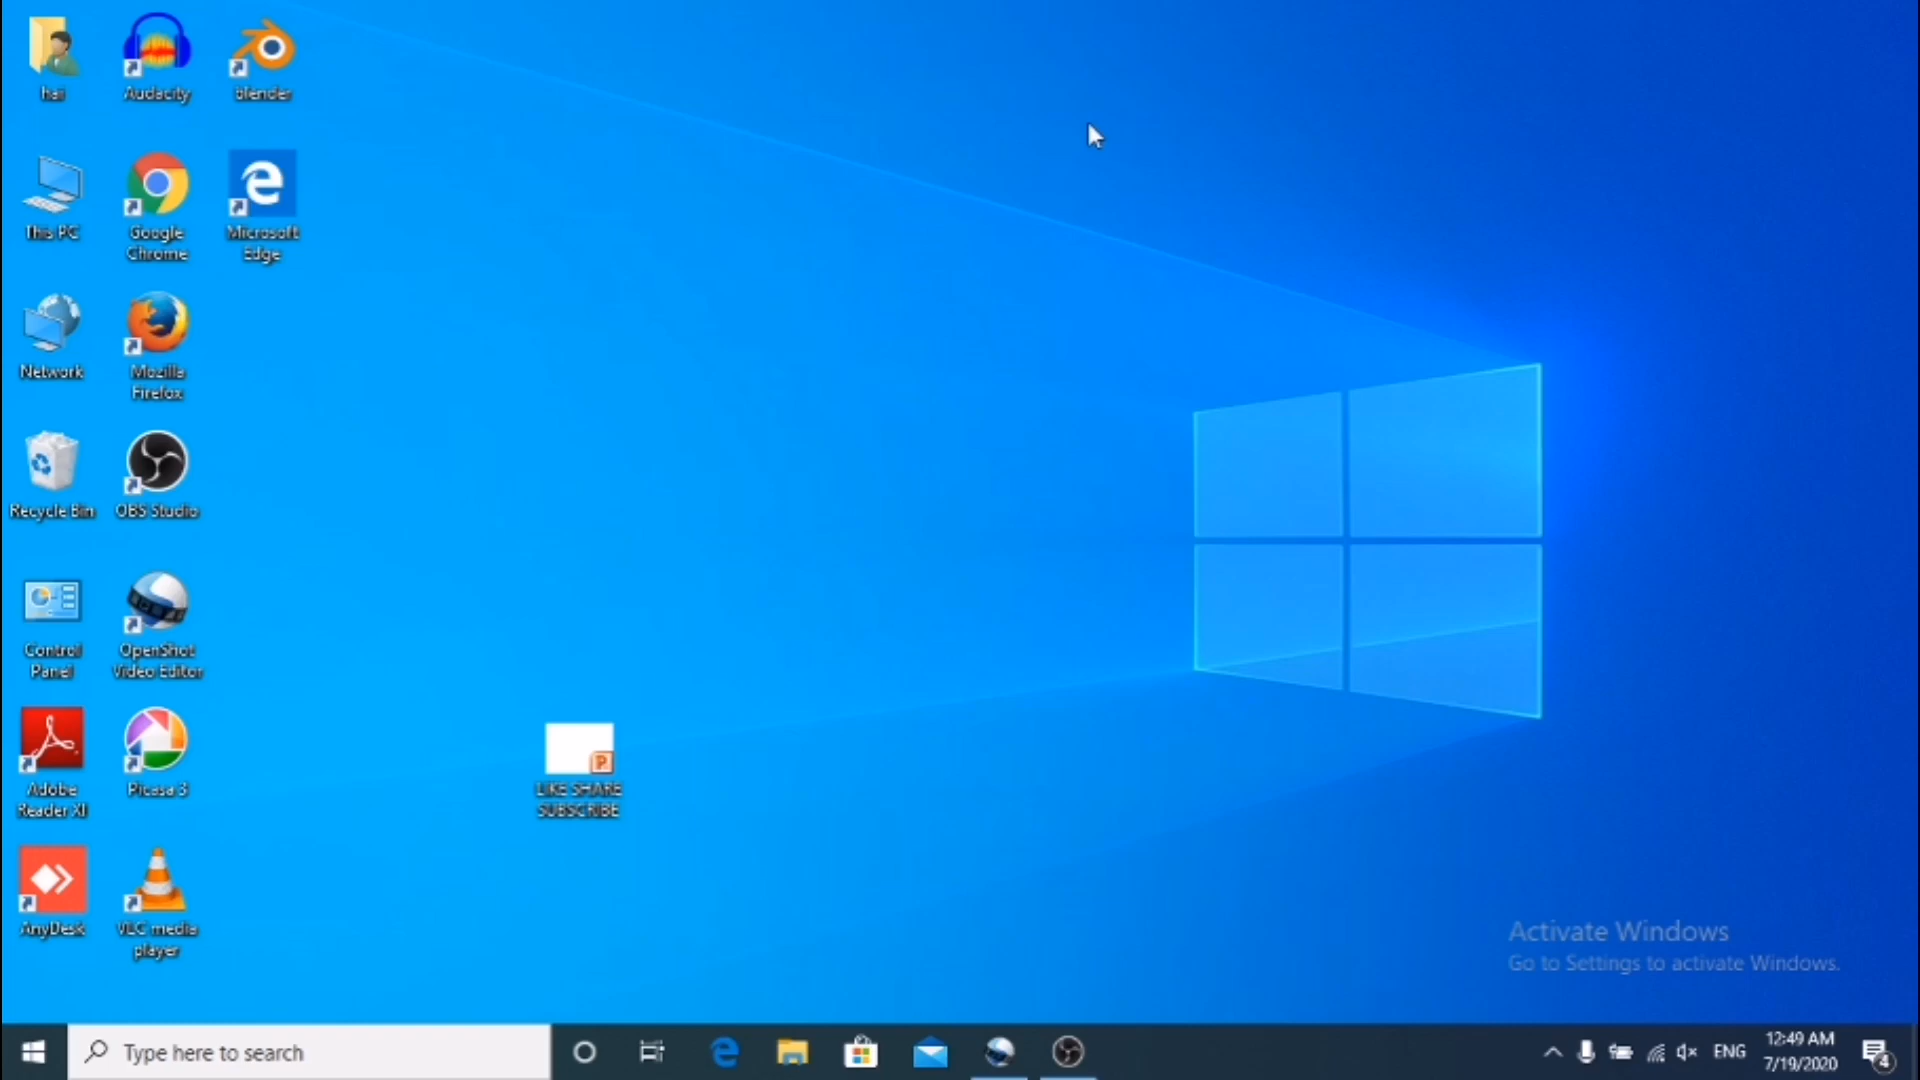 hai
Audacity
blender
This PC
Google
Chrome
Microsoft
Edge
Network
Mozilla
Firefox
Recycle Bin
OBS Studio
Control
Panel
OpenShot
Video Editor
Adobe
Reader XI
Picasa 3
LIKE SHARE
SUBSCRIBE
AnyDesk
VLC media
player
Activate Windows
Go to Settings to activate Windows.
Type here to search
ENG
12:49 AM
7/19/2020
4